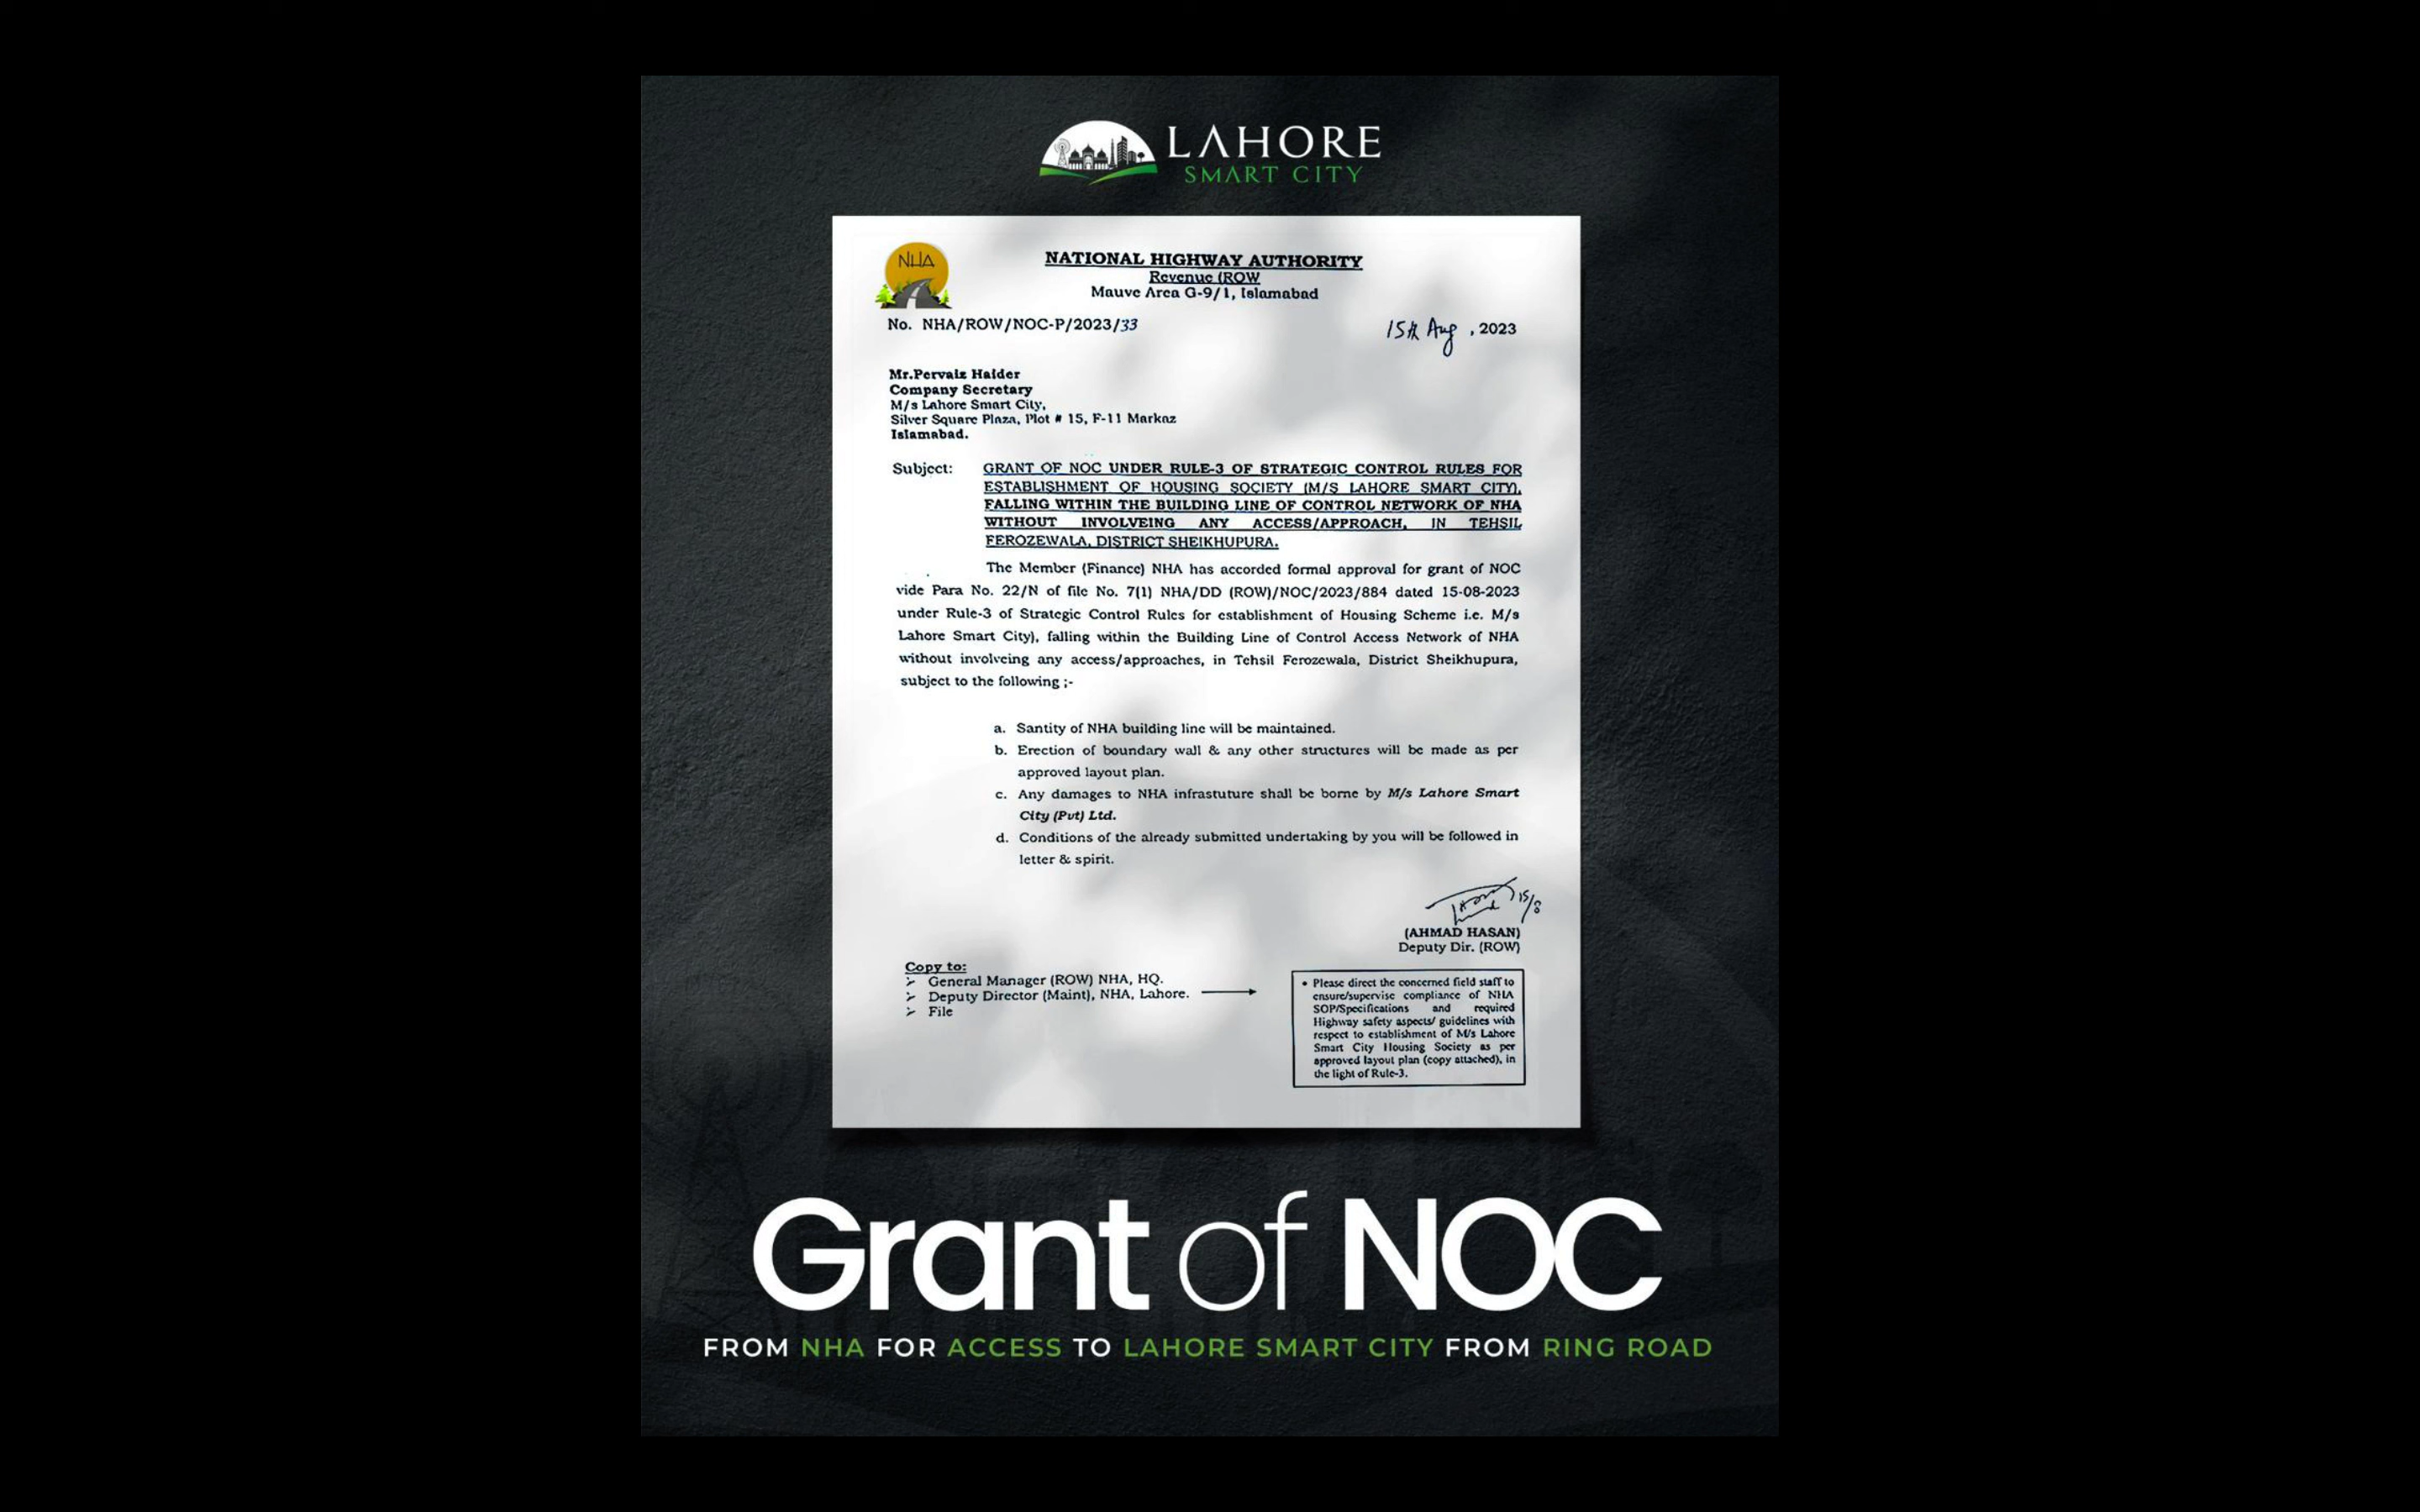 LAHORE
SMART CITY
NHA
NATIONAL HIGHWAY AUTHORITY
Revenue (ROW
Mauve Area G-9/1, Islamabad
No. NHA/ROW/NOC-P/2023/33
15th Aug , 2023
Mr.Pervaiz Haider
Company Secretary
M/s Lahore Smart City,
Silver Square Plaza, Plot # 15, F-11 Markaz
Islamabad.
Subject: GRANT OF NOC UNDER RULE-3 OF STRATEGIC CONTROL RULES FOR
ESTABLISHMENT OF HOUSING SOCIETY (M/S LAHORE SMART CITY),
FALLING WITHIN THE BUILDING LINE OF CONTROL NETWORK OF NHA
WITHOUT INVOLVEING ANY ACCESS/APPROACH, IN TEHSIL
FEROZEWALA, DISTRICT SHEIKHUPURA.
The Member (Finance) NHA has accorded formal approval for grant of NOC
vide Para No. 22/N of file No. 7(1) NHA/DD (ROW)/NOC/2023/884 dated 15-08-2023
under Rule-3 of Strategic Control Rules for establishment of Housing Scheme i.e. M/s
Lahore Smart City), falling within the Building Line of Control Access Network of NHA
without involveing any access/approaches, in Tehsil Ferozewala, District Sheikhupura,
subject to the following ;-
a. Santity of NHA building line will be maintained.
b. Erection of boundary wall & any other structures will be made as per
approved layout plan.
c. Any damages to NHA infrastuture shall be borne by M/s Lahore Smart
City (Pvt) Ltd.
d. Conditions of the already submitted undertaking by you will be followed in
letter & spirit.
15/8
(AHMAD HASAN)
Deputy Dir. (ROW)
Copy to:
➢ General Manager (ROW) NHA, HQ.
➢ Deputy Director (Maint), NHA, Lahore.
➢ File
• Please direct the concerned field staff to
ensure/supervise compliance of NHA
SOP/Specifications and required
Highway safety aspects/ guidelines with
respect to establishment of M/s Lahore
Smart City Housing Society as per
approved layout plan (copy attached), in
the light of Rule-3.
Grant of NOC
FROM NHA FOR ACCESS TO LAHORE SMART CITY FROM RING ROAD